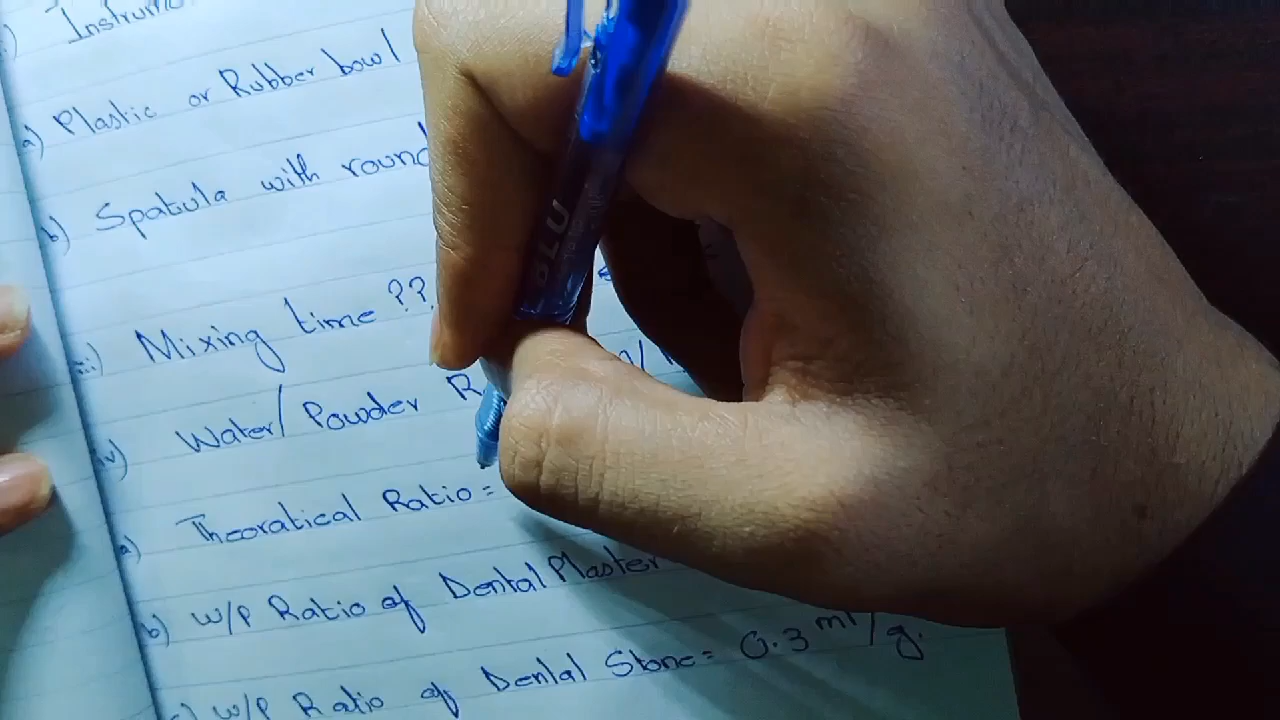 a) Plastic or Rubber bowl
b) Spatula with round
iii) Mixing time ??
iv) Water/Powder R
a) Theoratical Ratio =
b) W/P Ratio of Dental Plaster
c) W/P Ratio of Dental Stone = 0.3 ml/g.
BLU